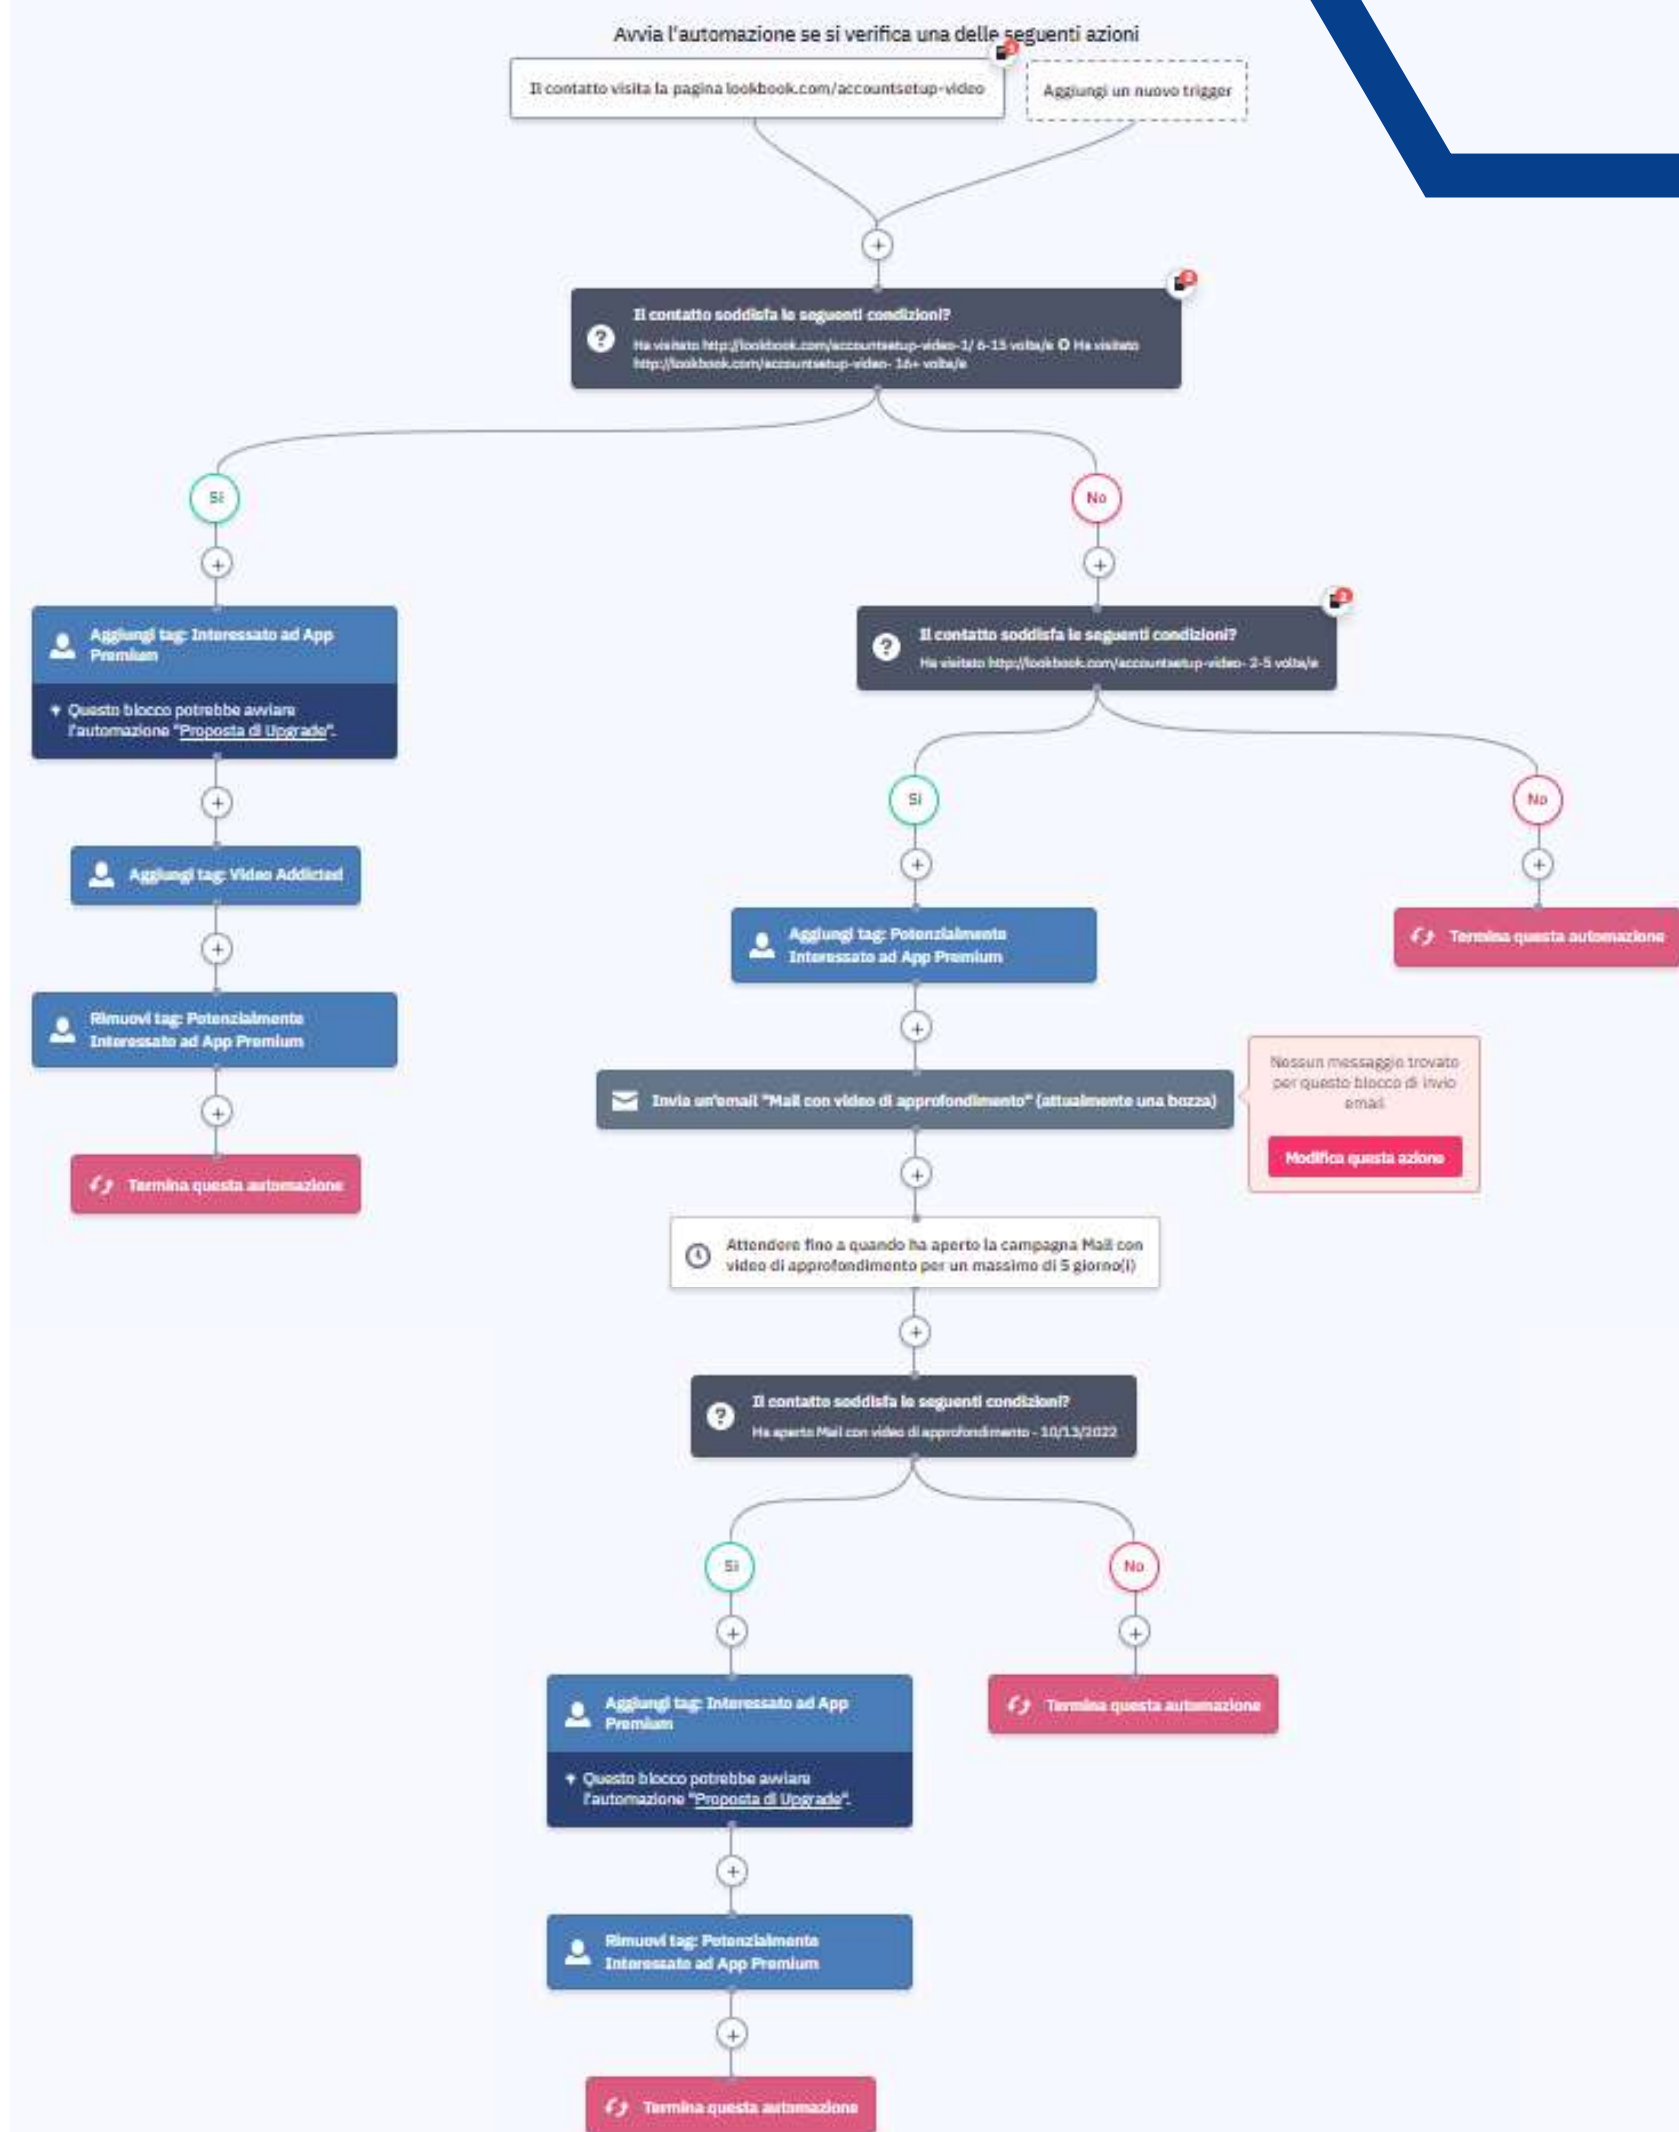 Avvia l'automazione se si verifica una delle seguenti azioni
Il contatto visita la pagina lookbook.com/accountsetup-video
Aggiungi un nuovo trigger
Il contatto soddisfa le seguenti condizioni?
Ha visitato http://lookbook.com/accountsetup-video-1/ 6-15 volta/e O Ha visitato
http://lookbook.com/accountsetup-video- 16+ volta/e
Sì
No
Aggiungi tag: Interessato ad App
Premium
Questo blocco potrebbe avviare
l'automazione "Proposta di Upgrade".
Aggiungi tag: Video Addicted
Rimuovi tag: Potenzialmente
Interessato ad App Premium
Termina questa automazione
Il contatto soddisfa le seguenti condizioni?
Ha visitato http://lookbook.com/accountsetup-video- 2-5 volta/e
Sì
No
Aggiungi tag: Potenzialmente
Interessato ad App Premium
Termina questa automazione
Invia un'email "Mail con video di approfondimento" (attualmente una bozza)
Nessun messaggio trovato
per questo blocco di invio
email
Modifica questa azione
Attendere fino a quando ha aperto la campagna Mail con
video di approfondimento per un massimo di 5 giorno(i)
Il contatto soddisfa le seguenti condizioni?
Ha aperto Mail con video di approfondimento - 10/13/2022
Sì
No
Aggiungi tag: Interessato ad App
Premium
Questo blocco potrebbe avviare
l'automazione "Proposta di Upgrade".
Termina questa automazione
Rimuovi tag: Potenzialmente
Interessato ad App Premium
Termina questa automazione